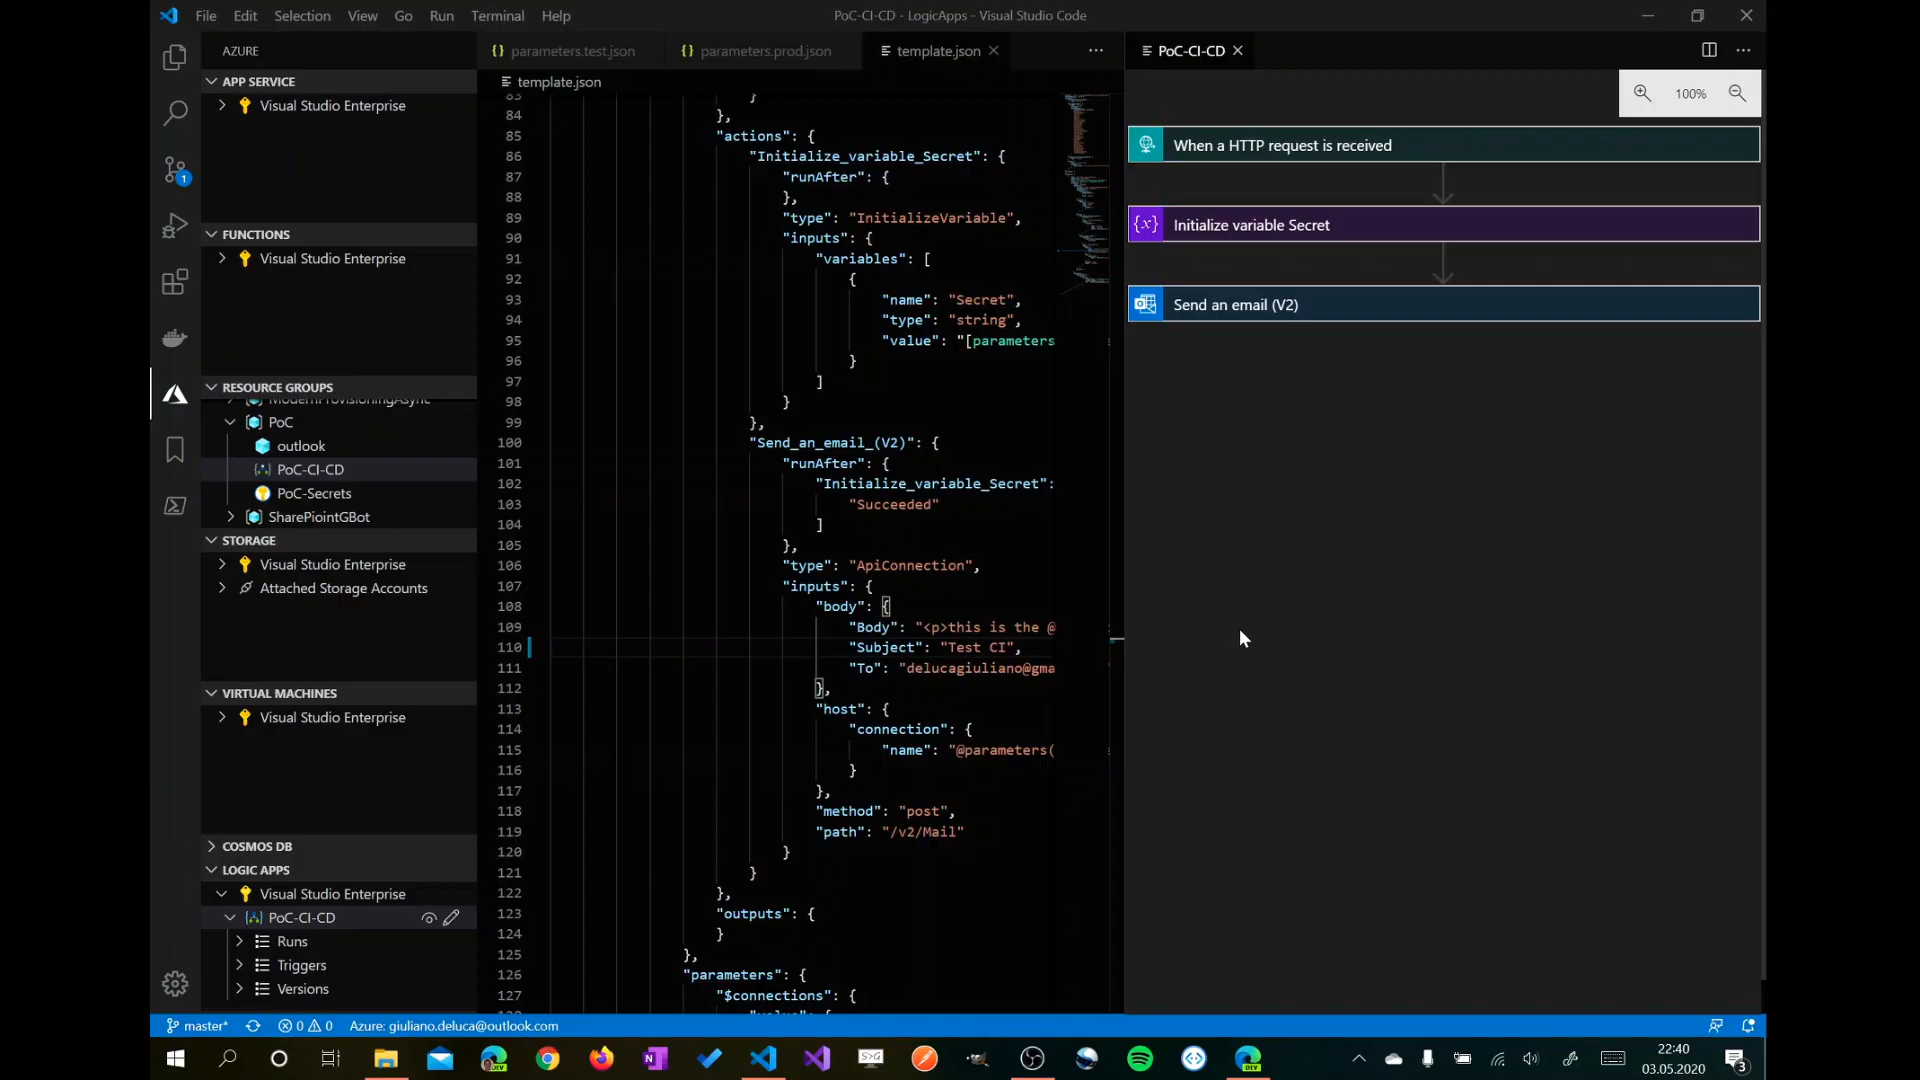 File Edit Selection View Go Run Terminal Help
PoC-CI-CD - LogicApps - Visual Studio Code
AZURE
APP SERVICE
Visual Studio Enterprise
FUNCTIONS
Visual Studio Enterprise
RESOURCE GROUPS
ModernProvisioningAsync
PoC
outlook
PoC-CI-CD
PoC-Secrets
SharePiointGBot
STORAGE
Visual Studio Enterprise
Attached Storage Accounts
VIRTUAL MACHINES
Visual Studio Enterprise
COSMOS DB
LOGIC APPS
Visual Studio Enterprise
PoC-CI-CD
Runs
Triggers
Versions
{} parameters.test.json {} parameters.prod.json template.json
template.json
83 }
84 },
85 "actions": {
86 "Initialize_variable_Secret": {
87 "runAfter": {
88 },
89 "type": "InitializeVariable",
90 "inputs": {
91 "variables": [
92 {
93 "name": "Secret",
94 "type": "string",
95 "value": "[parameters
96 }
97 ]
98 }
99 },
100 "Send_an_email_(V2)": {
101 "runAfter": {
102 "Initialize_variable_Secret":
103 "Succeeded"
104 ]
105 },
106 "type": "ApiConnection",
107 "inputs": {
108 "body": {
109 "Body": "<p>this is the @
110 "Subject": "Test CI",
111 "To": "delucagiuliano@gma
112 },
113 "host": {
114 "connection": {
115 "name": "@parameters(
116 }
117 },
118 "method": "post",
119 "path": "/v2/Mail"
120 }
121 }
122 },
123 "outputs": {
124 }
125 },
126 "parameters": {
127 "$connections": {
PoC-CI-CD
100%
When a HTTP request is received
{x} Initialize variable Secret
Send an email (V2)
1
master* 0 0 Azure: giuliano.deluca@outlook.com
DEV S>G DEV
22:40
03.05.2020
3